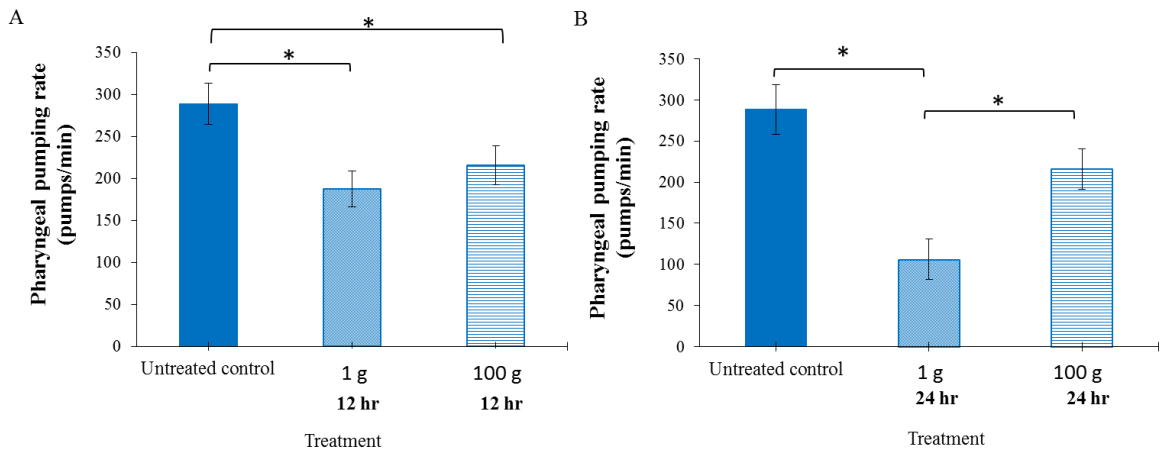 A
*
*
Pharyngeal pumping rate
(pumps/min)
350
300
250
200
150
100
50
0
Untreated control
1 g
100 g
12 hr
12 hr
Treatment
B
*
*
Pharyngeal pumping rate
(pumps/min)
350
300
250
200
150
100
50
0
Untreated control
1 g
100 g
24 hr
24 hr
Treatment